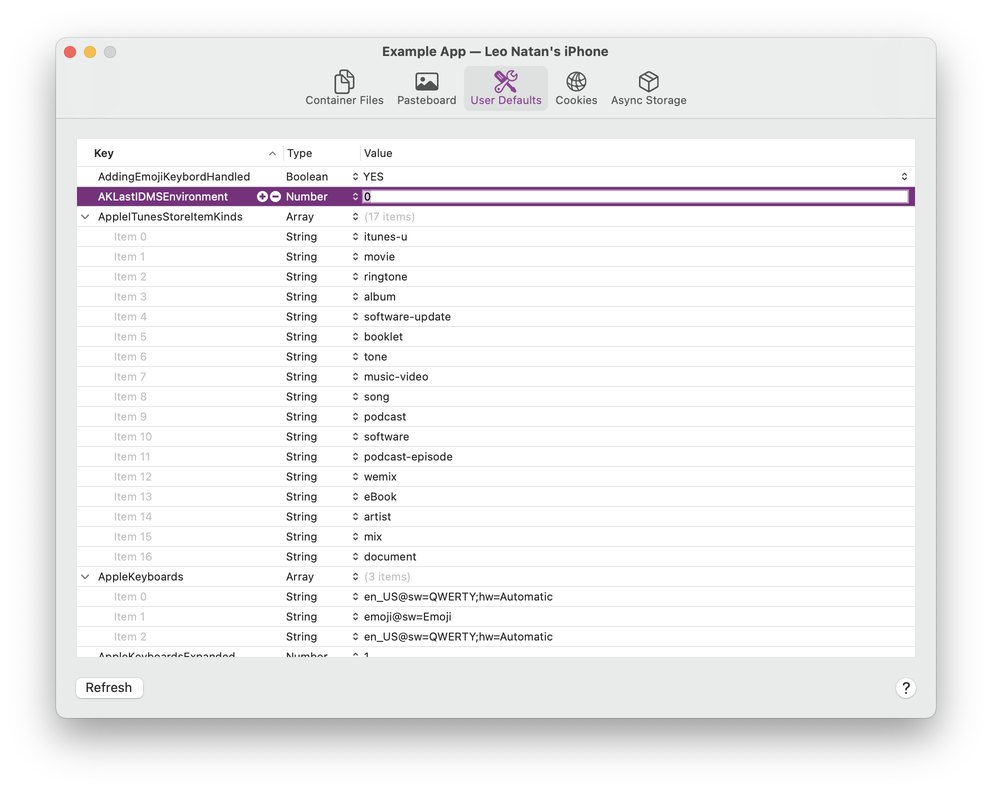 Example App — Leo Natan's iPhone
Container Files Pasteboard User Defaults Cookies Async Storage
Key Type Value
AddingEmojiKeybordHandled Boolean YES
AKLastIDMSEnvironment Number 0
AppleITunesStoreItemKinds Array (17 items)
Item 0 String itunes-u
Item 1 String movie
Item 2 String ringtone
Item 3 String album
Item 4 String software-update
Item 5 String booklet
Item 6 String tone
Item 7 String music-video
Item 8 String song
Item 9 String podcast
Item 10 String software
Item 11 String podcast-episode
Item 12 String wemix
Item 13 String eBook
Item 14 String artist
Item 15 String mix
Item 16 String document
AppleKeyboards Array (3 items)
Item 0 String en_US@sw=QWERTY;hw=Automatic
Item 1 String emoji@sw=Emoji
Item 2 String en_US@sw=QWERTY;hw=Automatic
AppleKeyboardsExpanded Number 1
Refresh ?